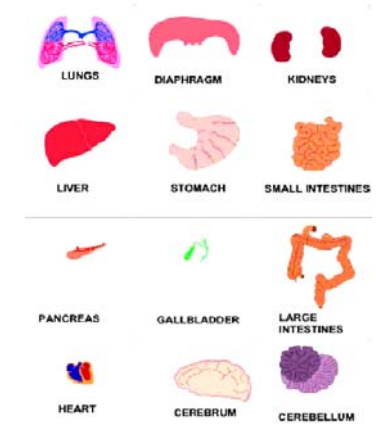 LUNGS
DIAPHRAGM
KIDNEYS
LIVER
STOMACH
SMALL INTESTINES
PANCREAS
GALLBLADDER
LARGE
INTESTINES
HEART
CEREBRUM
CEREBELLUM